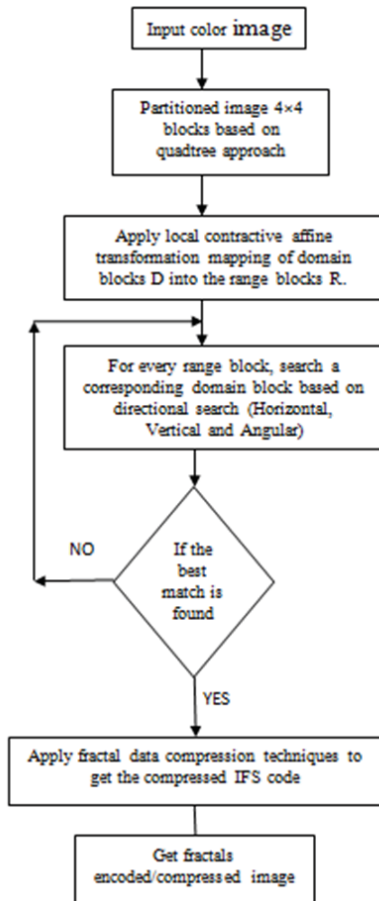 Input color image
Partitioned image 4×4
blocks based on
quadtree approach
Apply local contractive affine
transformation mapping of domain
blocks D into the range blocks R.
For every range block, search a
corresponding domain block based on
directional search (Horizontal,
Vertical and Angular)
NO
If the
best
match is
found
YES
Apply fractal data compression techniques to
get the compressed IFS code
Get fractals
encoded/compressed image